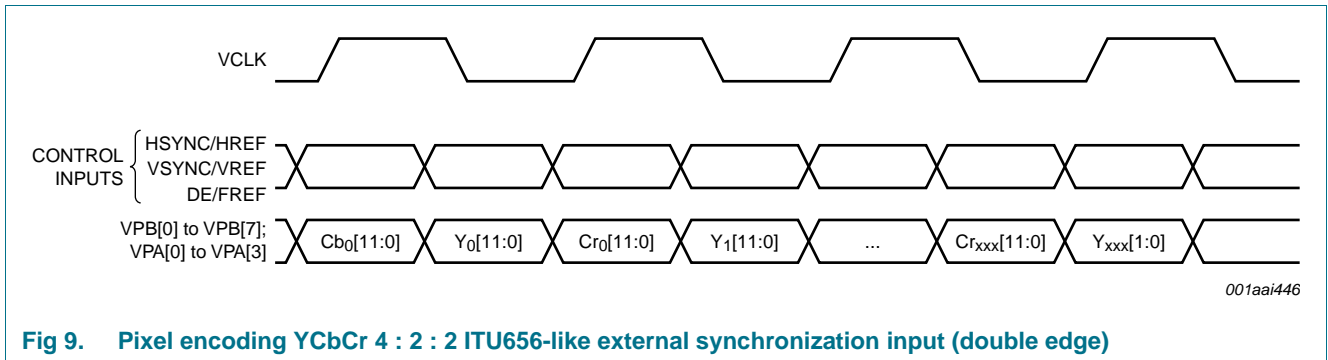 VCLK
CONTROL INPUTS
HSYNC/HREF
VSYNC/VREF
DE/FREF
VPB[0] to VPB[7];
VPA[0] to VPA[3]
Cb0[11:0] Y0[11:0] Cr0[11:0] Y1[11:0] ... Crxxx[11:0] Yxxx[1:0]
001aai446
Fig 9. Pixel encoding YCbCr 4 : 2 : 2 ITU656-like external synchronization input (double edge)